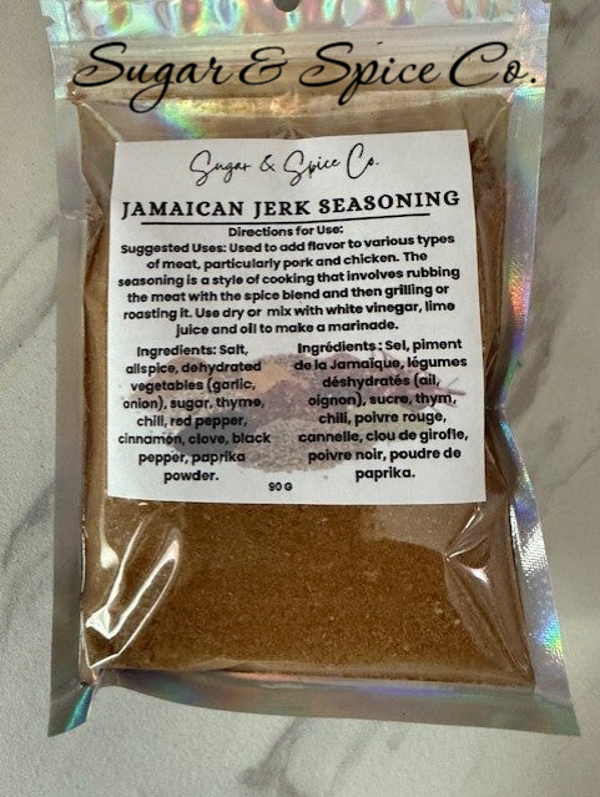 Sugar & Spice Co.
Sugar & Spice Co.
JAMAICAN JERK SEASONING
Directions for Use:
Suggested Uses: Used to add flavor to various types
of meat, particularly pork and chicken. The
seasoning is a style of cooking that involves rubbing
the meat with the spice blend and then grilling or
roasting it. Use dry or mix with white vinegar, lime
juice and oil to make a marinade.
Ingredients: Salt,
allspice, dehydrated
vegetables (garlic,
onion), sugar, thyme,
chili, red pepper,
cinnamon, clove, black
pepper, paprika
powder.
Ingrédients : Sel, piment
de la Jamaïque, légumes
déshydratés (ail,
oignon), sucre, thym,
chili, poivre rouge,
cannelle, clou de girofle,
poivre noir, poudre de
paprika.
90 G